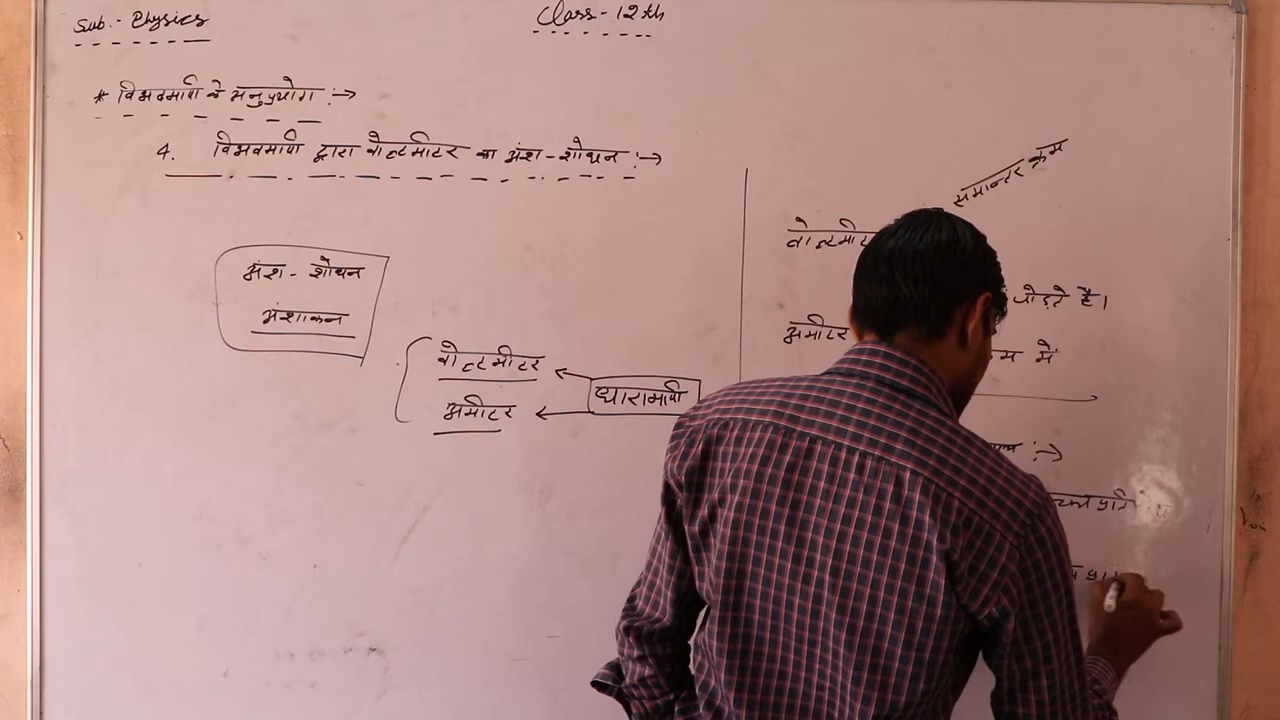 Sub.- Physics
Class-12th
* विभवमापी के अनुप्रयोग :→
4. विभवमापी द्वारा वोल्टमीटर का अंश-शोधन :→
अंश-शोधन
अंशांकन
वोल्टमीटर
अमीटर
धारामापी
समान्तर क्रम
जोड़ते है।
अमीटर
में
:→